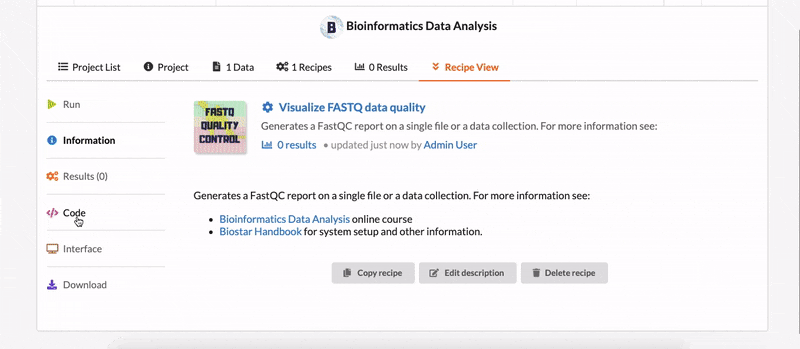 Bioinformatics Data Analysis
Project List Project 1 Data 1 Recipes 0 Results Recipe View
Run
Information
Results (0)
Code
Interface
Download
FASTQ
QUALITY
CONTROL
Visualize FASTQ data quality
Generates a FastQC report on a single file or a data collection. For more information see:
0 results • updated just now by Admin User
Generates a FastQC report on a single file or a data collection. For more information see:
• Bioinformatics Data Analysis online course
• Biostar Handbook for system setup and other information.
Copy recipe Edit description Delete recipe